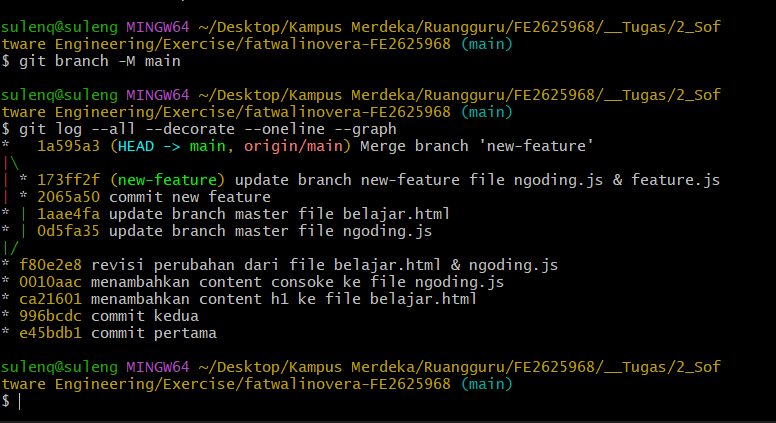 sulenq@suleng MINGW64 ~/Desktop/Kampus Merdeka/Ruangguru/FE2625968/__Tugas/2_Sof
tware Engineering/Exercise/fatwalinovera-FE2625968 (main)
$ git branch -M main
sulenq@suleng MINGW64 ~/Desktop/Kampus Merdeka/Ruangguru/FE2625968/__Tugas/2_Sof
tware Engineering/Exercise/fatwalinovera-FE2625968 (main)
$ git log --all --decorate --oneline --graph
*   1a595a3 (HEAD -> main, origin/main) Merge branch 'new-feature'
|\
| * 173ff2f (new-feature) update branch new-feature file ngoding.js & feature.js
| * 2065a50 commit new feature
* | 1aae4fa update branch master file belajar.html
* | 0d5fa35 update branch master file ngoding.js
|/
* f80e2e8 revisi perubahan dari file belajar.html & ngoding.js
* 0010aac menambahkan content consoke ke file ngoding.js
* ca21601 menambahkan content h1 ke file belajar.html
* 996bcdc commit kedua
* e45bdb1 commit pertama
sulenq@suleng MINGW64 ~/Desktop/Kampus Merdeka/Ruangguru/FE2625968/__Tugas/2_Sof
tware Engineering/Exercise/fatwalinovera-FE2625968 (main)
$